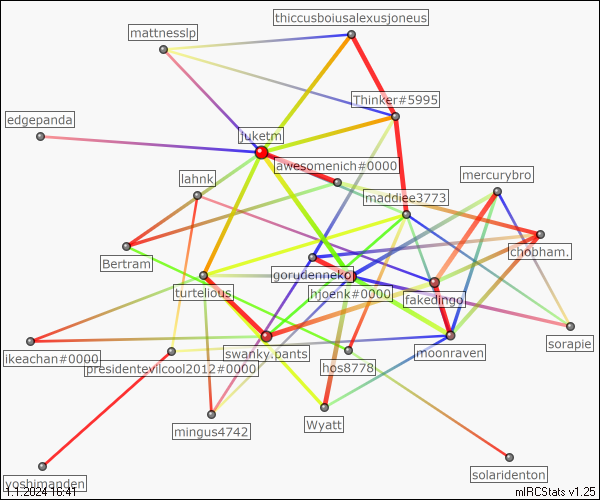 thiccusboiusalexusjoneus
mattnesslp
Thinker#5995
edgepanda
juketm
awesomenich#0000
mercurybro
lahnk
maddiee3773
chobham.
Bertram
gorudenneko
turtelious
hjoenk#0000
fakedingo
sorapie
swanky.pants
moonraven
ikeachan#0000
presidentevilcool2012#0000
hos8778
Wyatt
mingus4742
solaridenton
yoshimanden
1.1.2024 16:41
mIRCStats v1.25